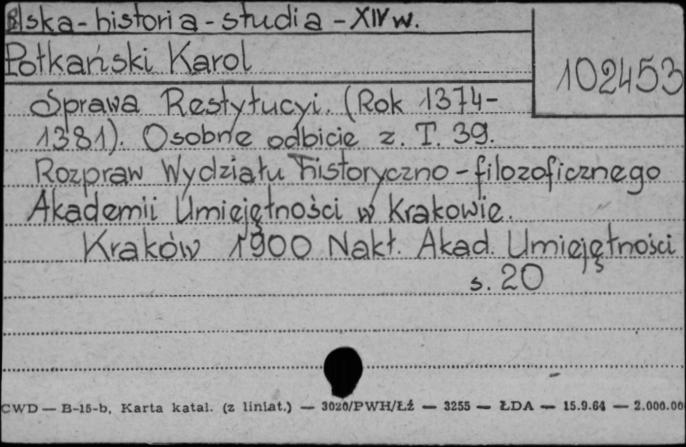 Polska - historia - studia - XIV w.
Potkański Karol
102453
Sprawa Restytucyi. (Rok 1374-
1381). Osobne odbicie z. T. 39.
Rozpraw Wydziału historyczno-filozoficznego
Akademii Umiejętności w Krakowie.
Kraków 1900 Nakł. Akad. Umiejętności
s. 20
CWD — B-15-b, Karta katal. (z liniat.) — 3020/PWH/Łź — 3255 — ŁDA — 15.9.64 — 2.000.00